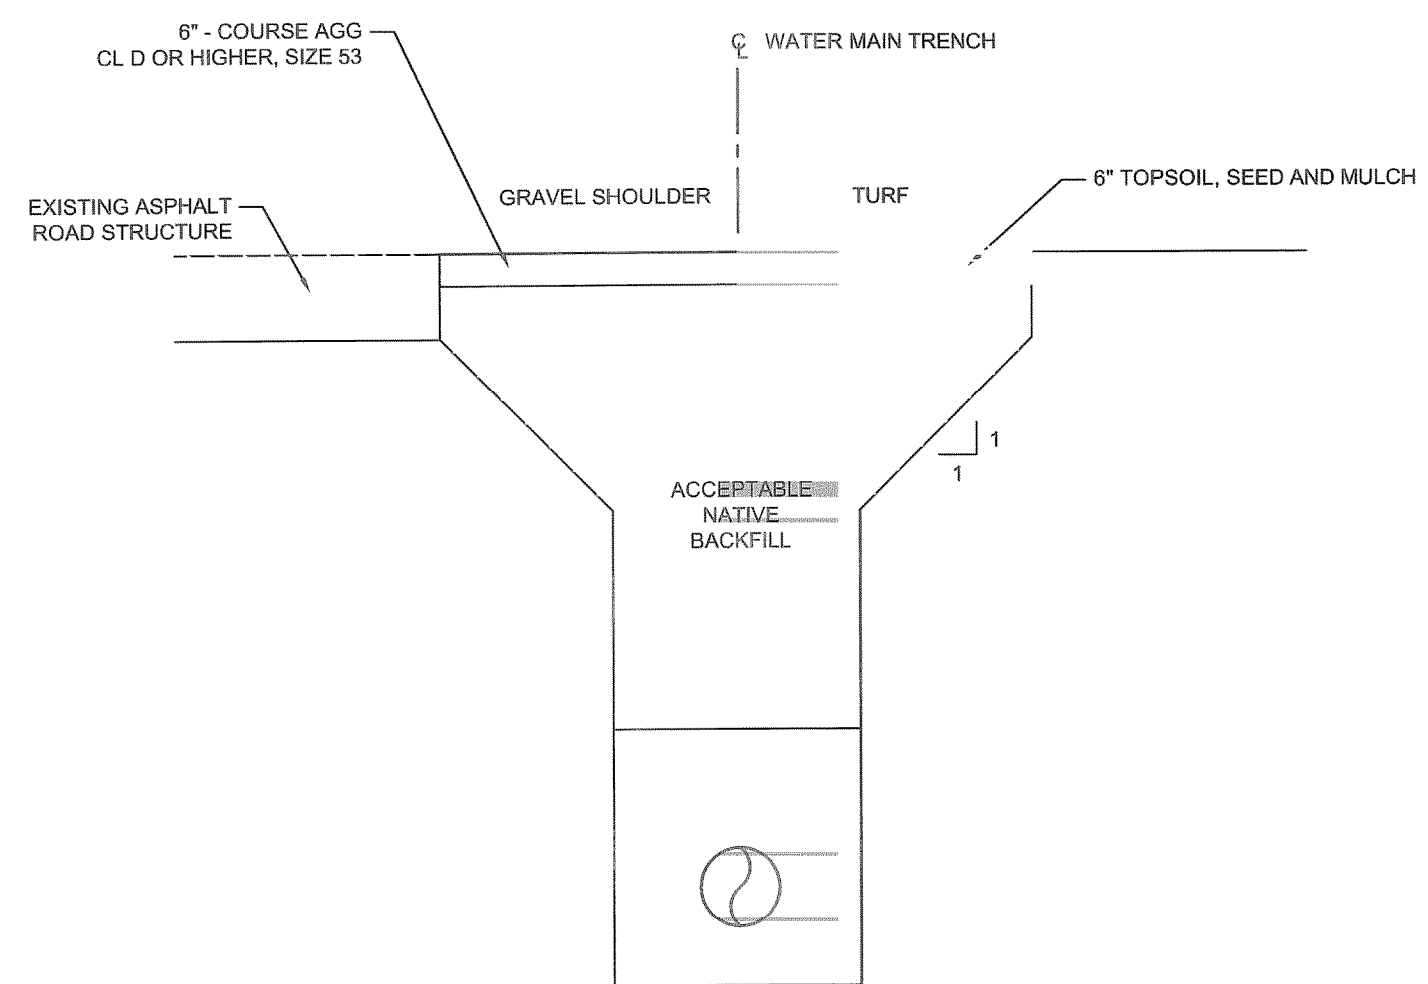 6" - COURSE AGG
CL D OR HIGHER, SIZE 53
℄ WATER MAIN TRENCH
EXISTING ASPHALT
ROAD STRUCTURE
GRAVEL SHOULDER
TURF
6" TOPSOIL, SEED AND MULCH
1
1
ACCEPTABLE
NATIVE
BACKFILL